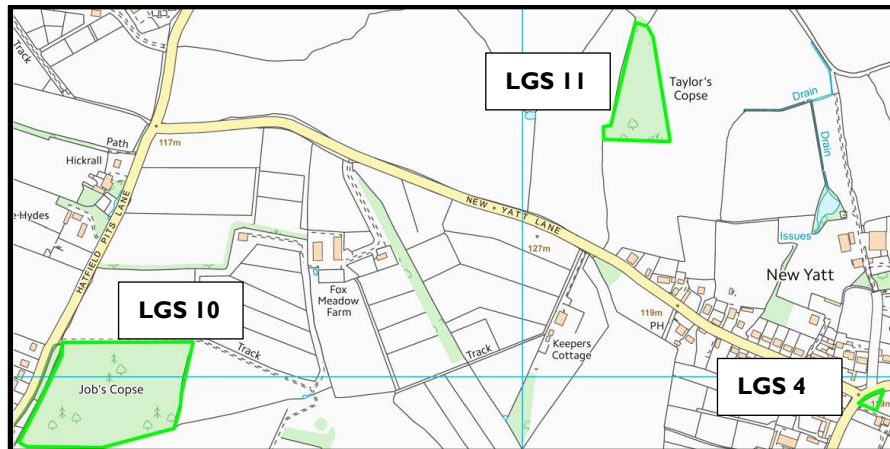 Track
LGS 11
Taylor's
Copse
Drain
Drain
Path
117m
Hickrall
e-Hydes
HATFIELD PITS LANE
NEW YATT LANE
127m
Issues
New Yatt
Fox
Meadow
Farm
LGS 10
119m
PH
Keepers
Cottage
Track
Track
Job's Copse
LGS 4
119m